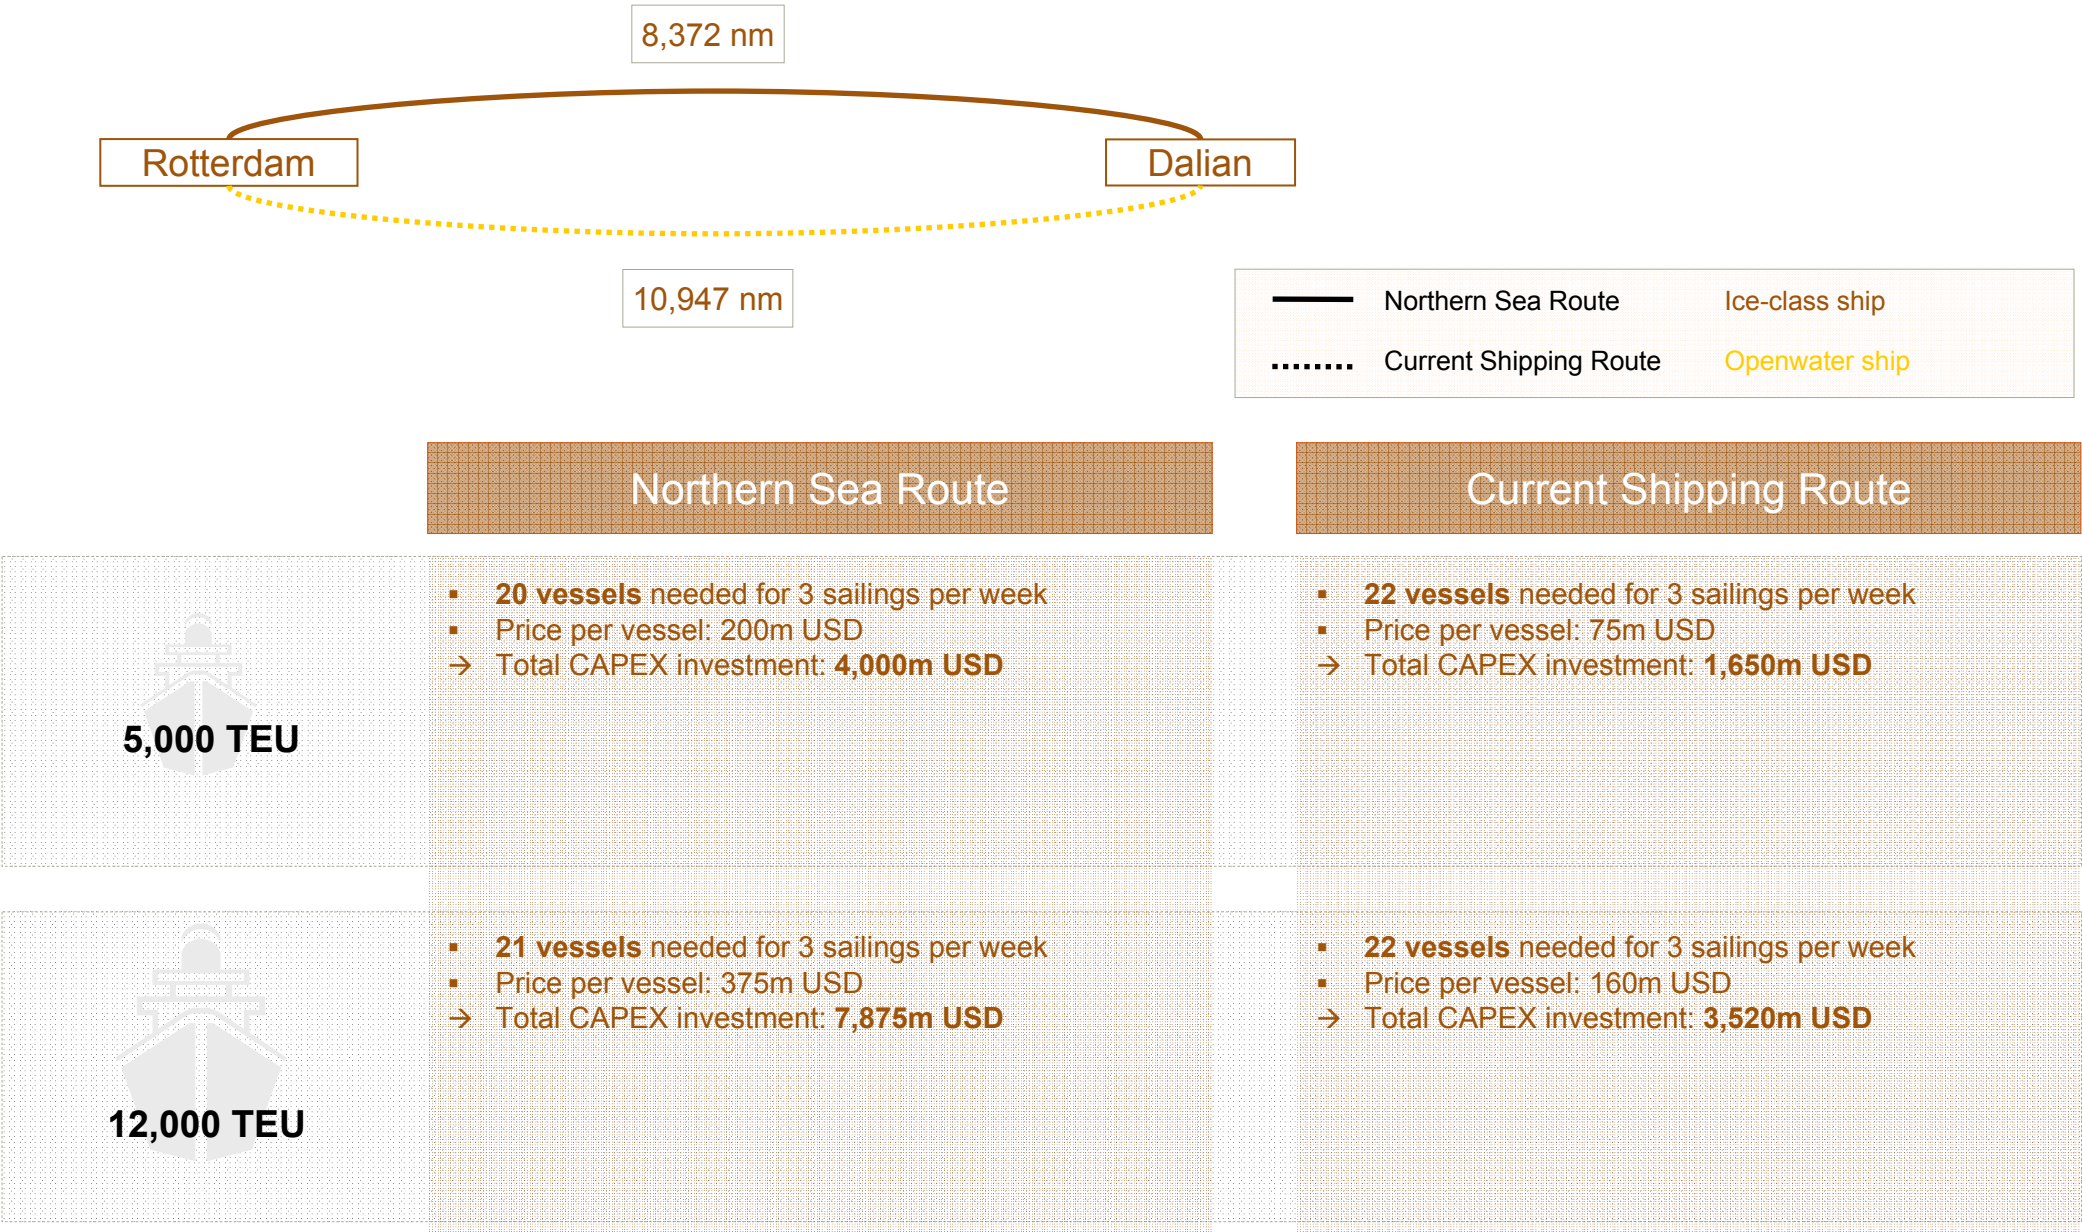 8,372 nm
Rotterdam
Dalian
10,947 nm
Northern Sea Route Ice-class ship
Current Shipping Route Openwater ship
Northern Sea Route
Current Shipping Route
5,000 TEU
▪ 20 vessels needed for 3 sailings per week
▪ Price per vessel: 200m USD
→ Total CAPEX investment: 4,000m USD
▪ 22 vessels needed for 3 sailings per week
▪ Price per vessel: 75m USD
→ Total CAPEX investment: 1,650m USD
12,000 TEU
▪ 21 vessels needed for 3 sailings per week
▪ Price per vessel: 375m USD
→ Total CAPEX investment: 7,875m USD
▪ 22 vessels needed for 3 sailings per week
▪ Price per vessel: 160m USD
→ Total CAPEX investment: 3,520m USD